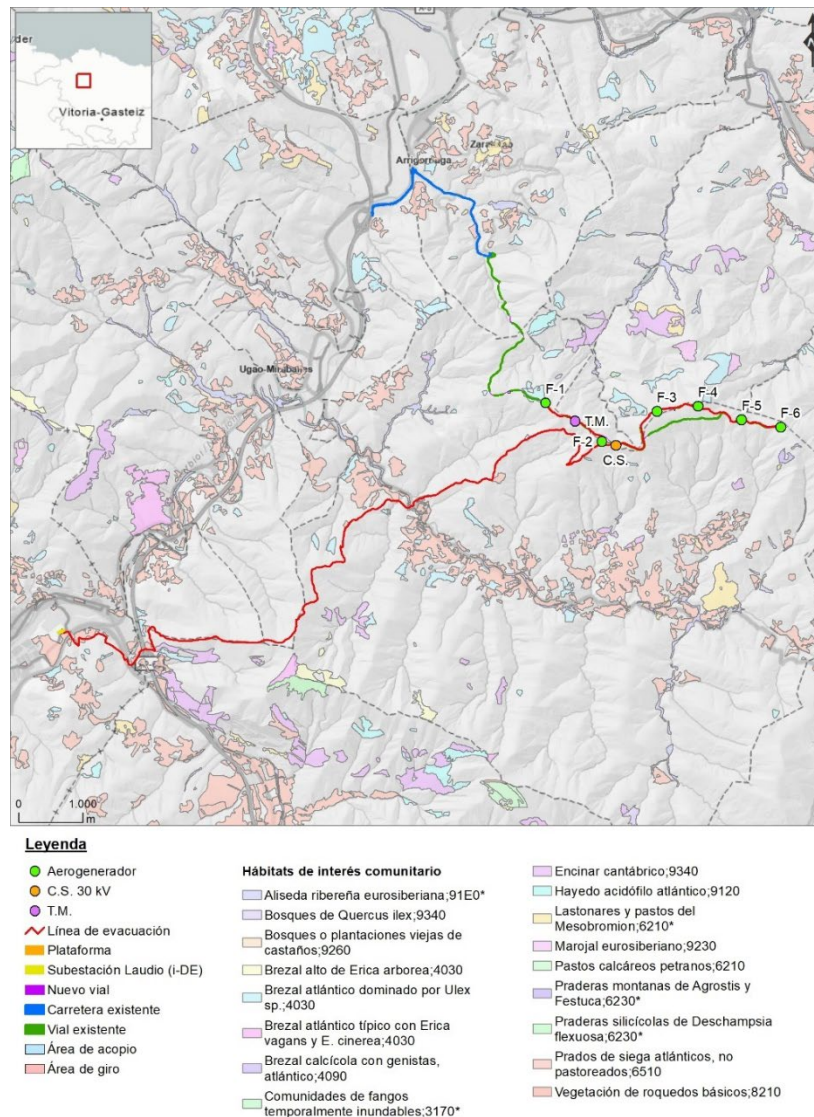 der
Vitoria-Gasteiz
Arrigorriaga
F-1
F-3
F-4
F-5
F-6
T.M.
F-2
C.S.
0 1.000
m
Leyenda
Aerogenerador
C.S. 30 kV
T.M.
Línea de evacuación
Plataforma
Subestación Laudio (i-DE)
Nuevo vial
Carretera existente
Vial existente
Área de acopio
Área de giro
Hábitats de interés comunitario
Aliseda ribereña eurosiberiana;91E0*
Bosques de Quercus ilex;9340
Bosques o plantaciones viejas de
castaños;9260
Brezal alto de Erica arborea;4030
Brezal atlántico dominado por Ulex
sp.;4030
Brezal atlántico típico con Erica
vagans y E. cinerea;4030
Brezal calcícola con genistas,
atlántico;4090
Comunidades de fangos
temporalmente inundables;3170*
Encinar cantábrico;9340
Hayedo acidófilo atlántico;9120
Lastonares y pastos del
Mesobromion;6210*
Marojal eurosiberiano;9230
Pastos calcáreos petranos;6210
Praderas montanas de Agrostis y
Festuca;6230*
Praderas silicícolas de Deschampsia
flexuosa;6230*
Prados de siega atlánticos, no
pastoreados;6510
Vegetación de roquedos básicos;8210